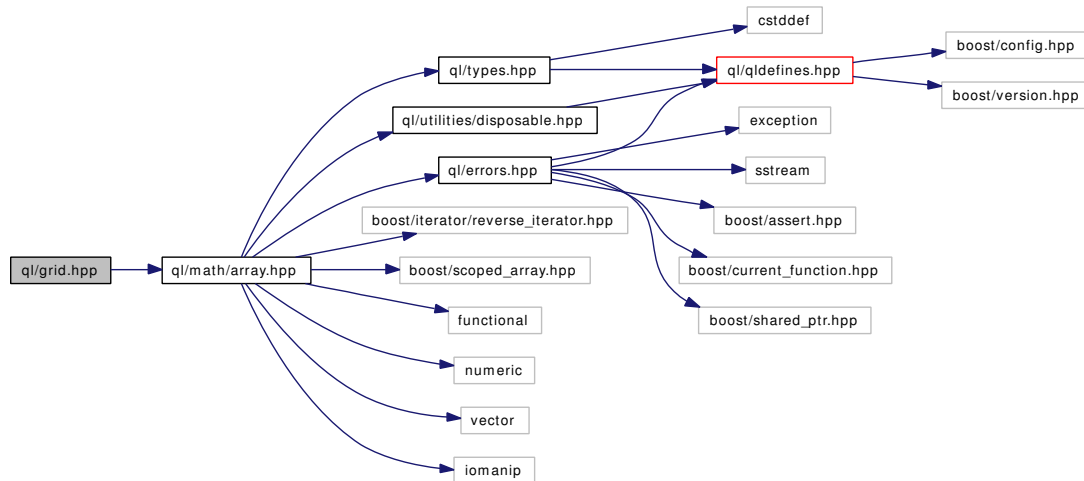 cstddef
boost/config.hpp
ql/types.hpp
ql/qldefines.hpp
boost/version.hpp
ql/utilities/disposable.hpp
exception
ql/errors.hpp
sstream
boost/iterator/reverse_iterator.hpp
boost/assert.hpp
ql/grid.hpp
ql/math/array.hpp
boost/scoped_array.hpp
boost/current_function.hpp
functional
boost/shared_ptr.hpp
numeric
vector
iomanip